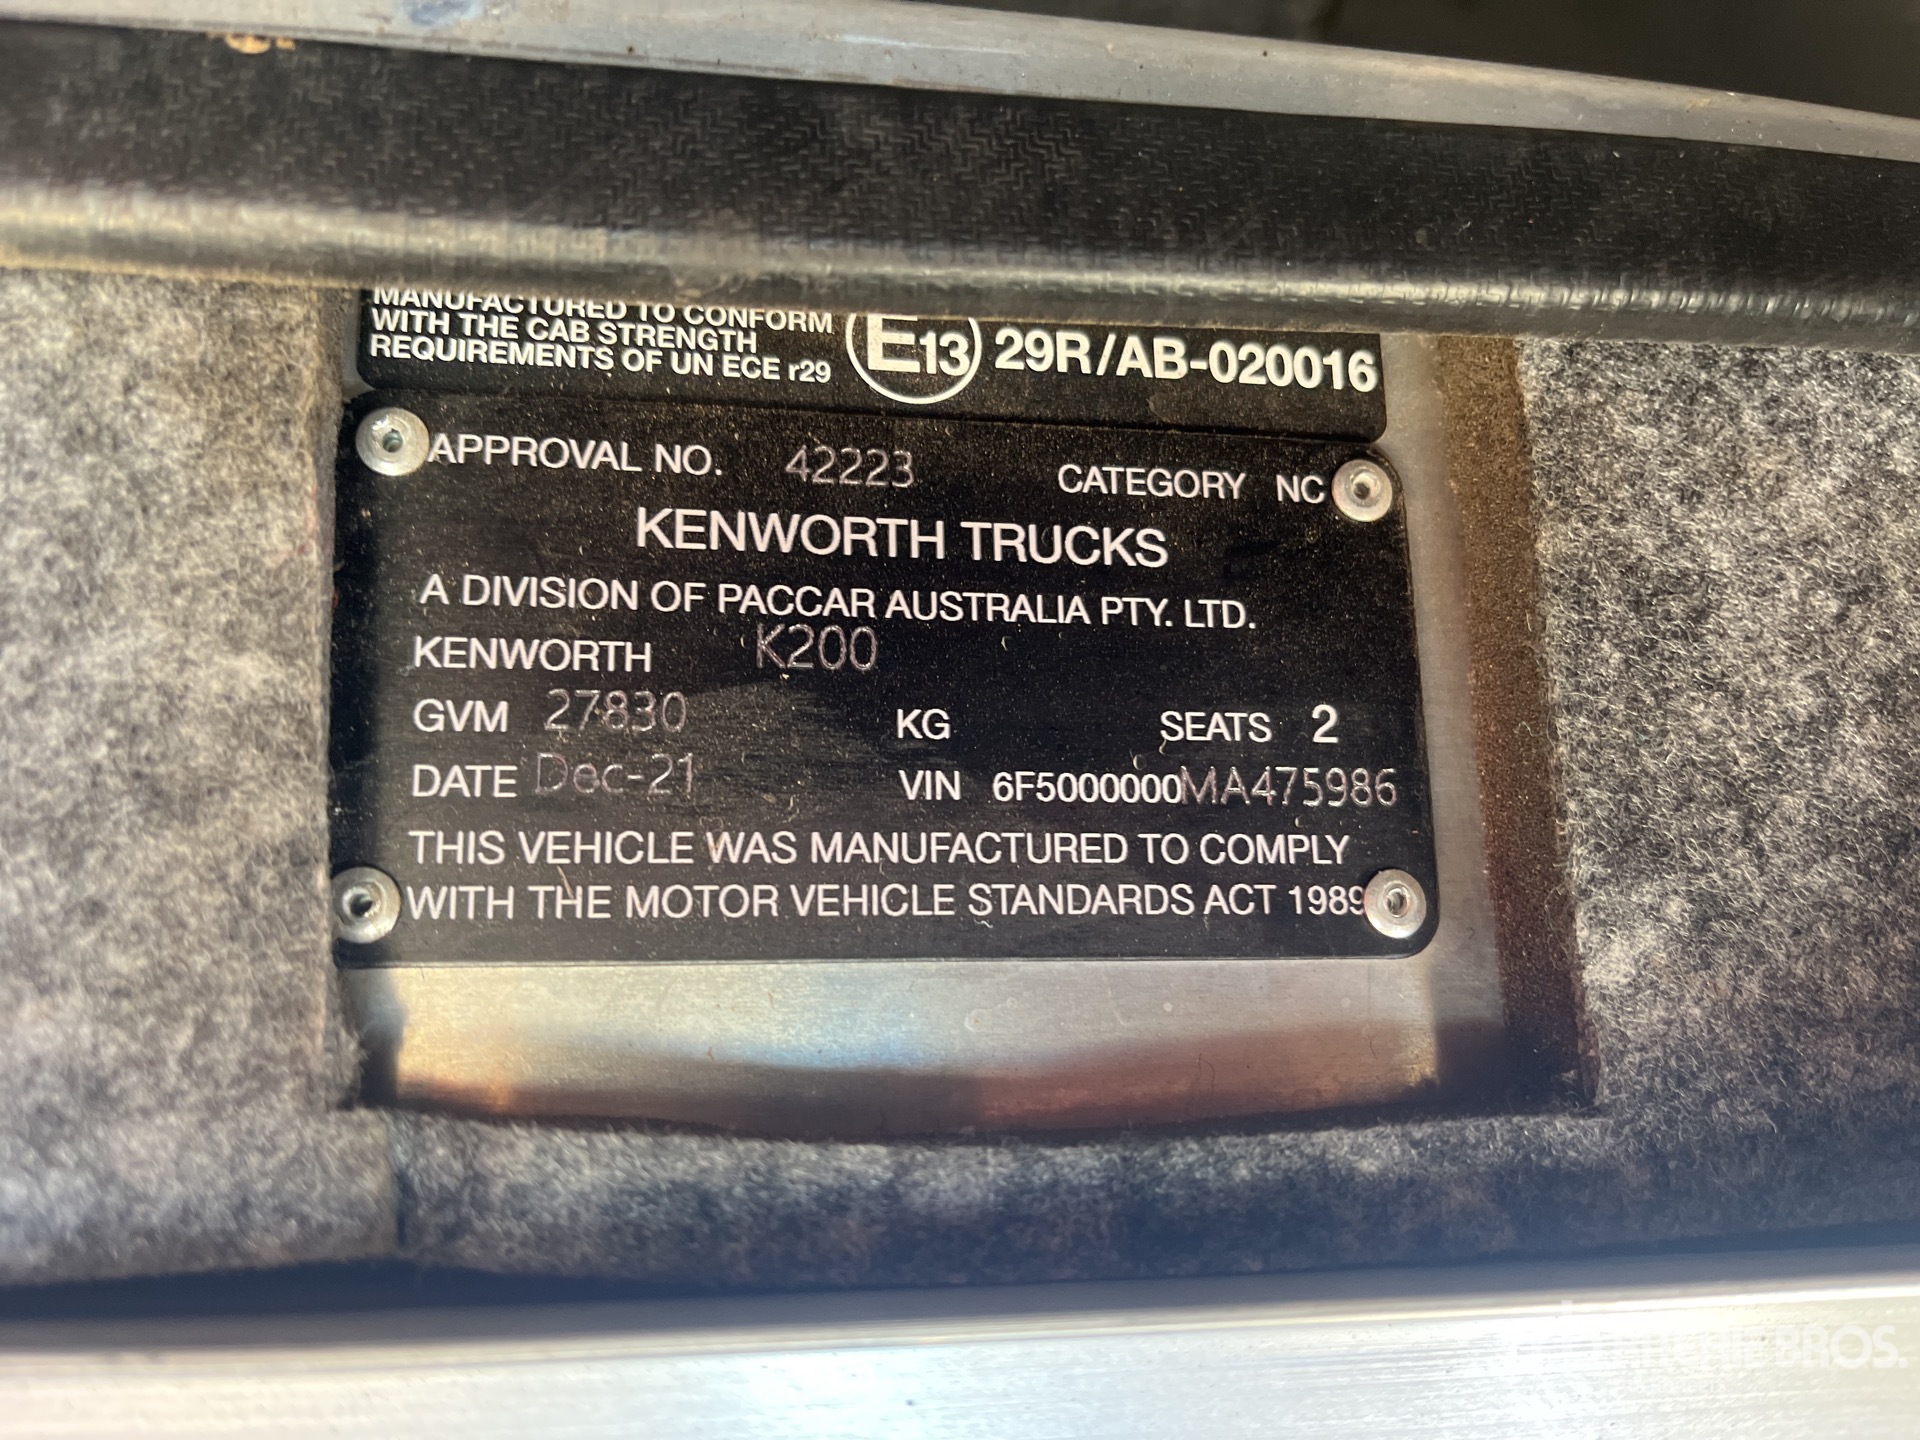 MANUFACTURED TO CONFORM
WITH THE CAB STRENGTH
REQUIREMENTS OF UN ECE r29
E13 29R/AB-020016
APPROVAL NO. 42223 CATEGORY NC
KENWORTH TRUCKS
A DIVISION OF PACCAR AUSTRALIA PTY. LTD.
KENWORTH K200
GVM 27830 KG SEATS 2
DATE Dec-21 VIN 6F5000000MA475986
THIS VEHICLE WAS MANUFACTURED TO COMPLY
WITH THE MOTOR VEHICLE STANDARDS ACT 1989
RITCHIE BROS.